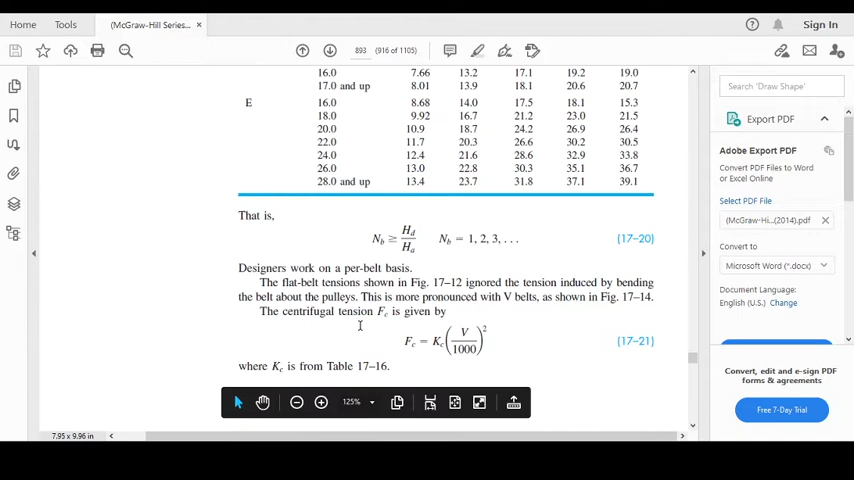 Home Tools (McGraw-Hill Series... × Sign In
893 (916 of 1105)
16.0 7.66 13.2 17.1 19.2 19.0
17.0 and up 8.01 13.9 18.1 20.6 20.7
E 16.0 8.68 14.0 17.5 18.1 15.3
18.0 9.92 16.7 21.2 23.0 21.5
20.0 10.9 18.7 24.2 26.9 26.4
22.0 11.7 20.3 26.6 30.2 30.5
24.0 12.4 21.6 28.6 32.9 33.8
26.0 13.0 22.8 30.3 35.1 36.7
28.0 and up 13.4 23.7 31.8 37.1 39.1
That is,
N_b ≥ H_d / H_a N_b = 1, 2, 3, . . . (17–20)
Designers work on a per-belt basis.
The flat-belt tensions shown in Fig. 17–12 ignored the tension induced by bending
the belt about the pulleys. This is more pronounced with V belts, as shown in Fig. 17–14.
The centrifugal tension F_c is given by
F_c = K_c (V / 1000)^2 (17–21)
where K_c is from Table 17–16.
125%
7.95 x 9.96 in
Search 'Draw Shape'
Export PDF
Adobe Export PDF
Convert PDF Files to Word
or Excel Online
Select PDF File
(McGraw-Hi...(2014).pdf ×
Convert to
Microsoft Word (*.docx)
Document Language:
English (U.S.) Change
Convert, edit and e-sign PDF
forms & agreements
Free 7-Day Trial